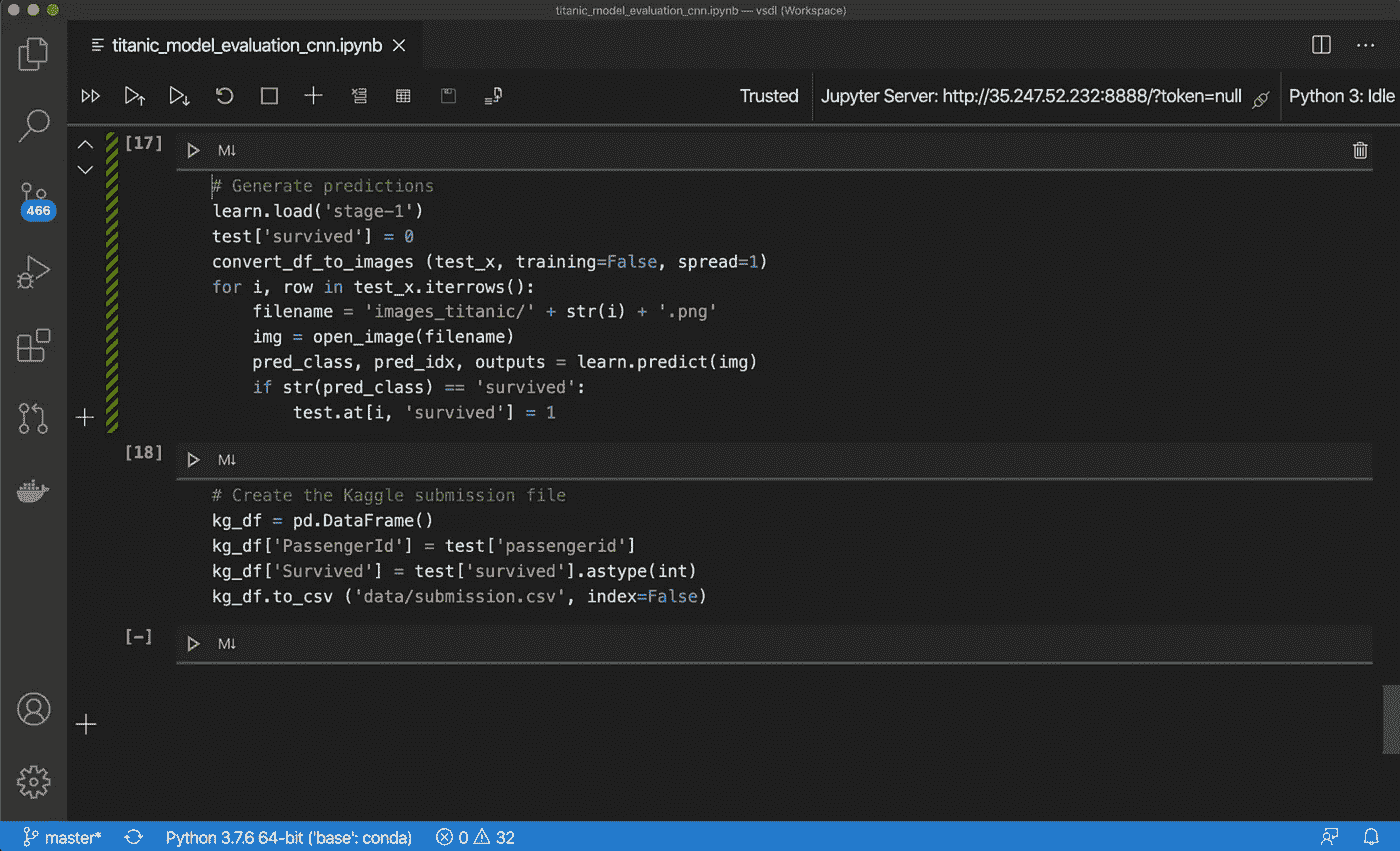 titanic_model_evaluation_cnn.ipynb — vsdl (Workspace)
titanic_model_evaluation_cnn.ipynb
Trusted
Jupyter Server: http://35.247.52.232:8888/?token=null
Python 3: Idle
[17]
M↓
# Generate predictions
learn.load('stage-1')
test['survived'] = 0
convert_df_to_images (test_x, training=False, spread=1)
for i, row in test_x.iterrows():
    filename = 'images_titanic/' + str(i) + '.png'
    img = open_image(filename)
    pred_class, pred_idx, outputs = learn.predict(img)
    if str(pred_class) == 'survived':
        test.at[i, 'survived'] = 1
466
[18]
M↓
# Create the Kaggle submission file
kg_df = pd.DataFrame()
kg_df['PassengerId'] = test['passengerid']
kg_df['Survived'] = test['survived'].astype(int)
kg_df.to_csv ('data/submission.csv', index=False)
[-]
M↓
master*
Python 3.7.6 64-bit ('base': conda)
0
32